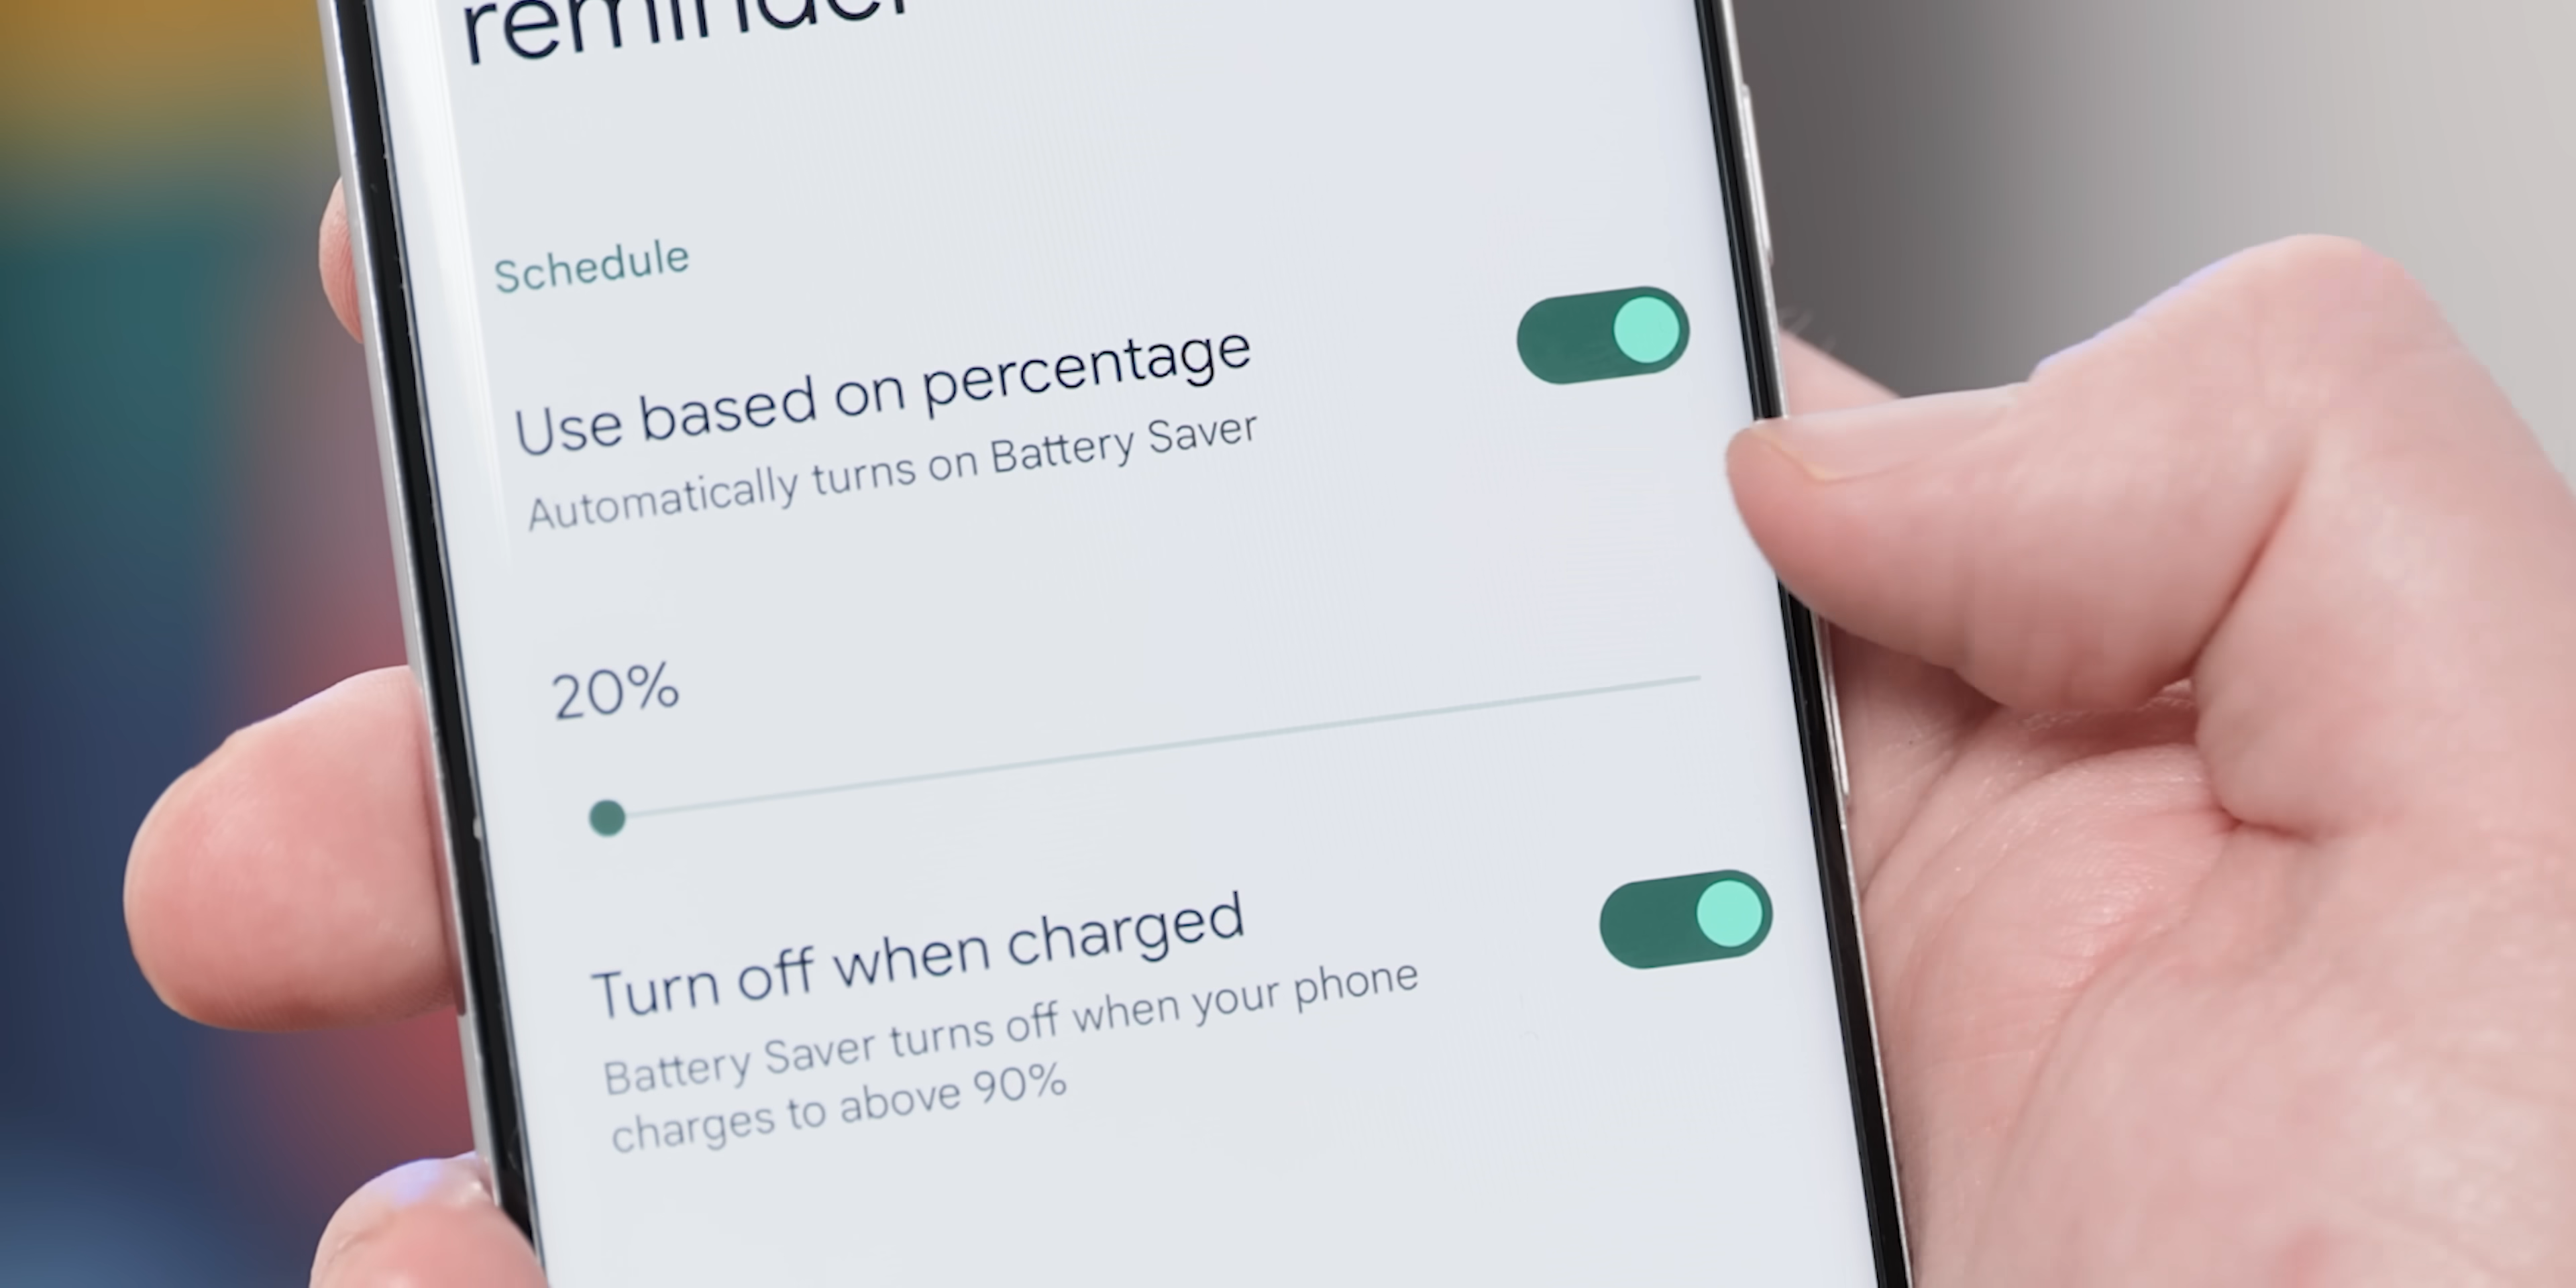 reminder
Schedule
Use based on percentage
Automatically turns on Battery Saver
20%
Turn off when charged
Battery Saver turns off when your phone
charges to above 90%